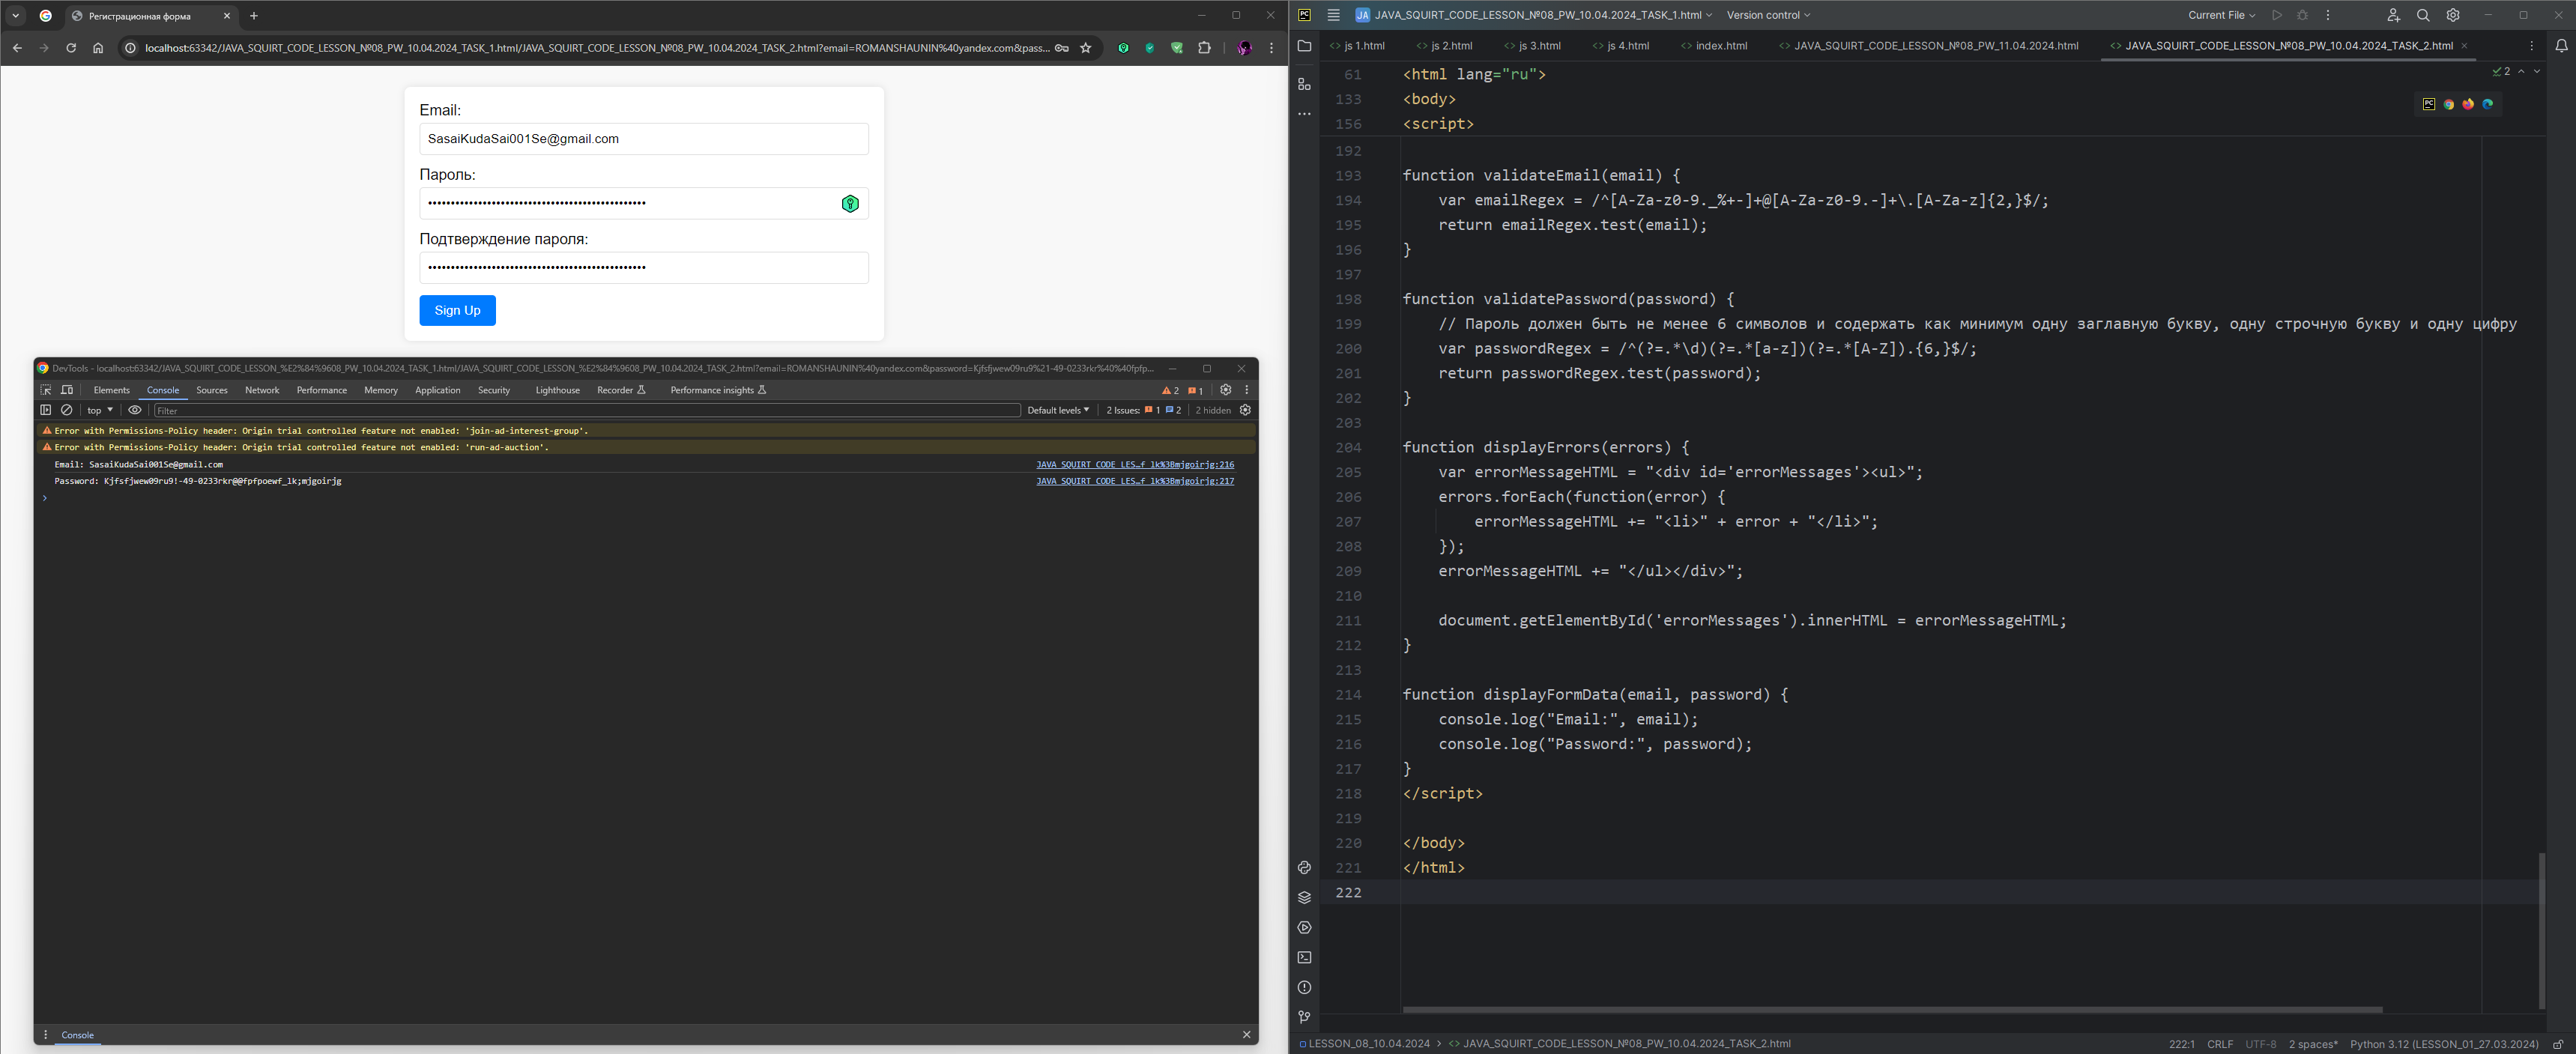 Регистрационная форма
localhost:63342/JAVA_SQUIRT_CODE_LESSON_№08_PW_10.04.2024_TASK_1.html/JAVA_SQUIRT_CODE_LESSON_№08_PW_10.04.2024_TASK_2.html?email=ROMANSHAUNIN%40yandex.com&pass...
Email:
SasaiKudaSai001Se@gmail.com
Пароль:
Подтверждение пароля:
Sign Up
DevTools - localhost:63342/JAVA_SQUIRT_CODE_LESSON_%E2%84%9608_PW_10.04.2024_TASK_1.html/JAVA_SQUIRT_CODE_LESSON_%E2%84%9608_PW_10.04.2024_TASK_2.html?email=ROMANSHAUNIN%40yandex.com&password=Kjfsfjwew09ru9%21-49-0233rkr%40%40fpfp...
Elements Console Sources Network Performance Memory Application Security Lighthouse Recorder Performance insights 2 1
top Filter Default levels 2 Issues: 1 2 2 hidden
Error with Permissions-Policy header: Origin trial controlled feature not enabled: 'join-ad-interest-group'.
Error with Permissions-Policy header: Origin trial controlled feature not enabled: 'run-ad-auction'.
Email: SasaiKudaSai001Se@gmail.com JAVA SQUIRT CODE LES…f lk%3Bmjgoirjg:216
Password: Kjfsfjwew09ru9!-49-0233rkr@@fpfpoewf_lk;mjgoirjg JAVA SQUIRT CODE LES…f lk%3Bmjgoirjg:217
Console
PC JA JAVA_SQUIRT_CODE_LESSON_№08_PW_10.04.2024_TASK_1.html Version control Current File
js 1.html js 2.html js 3.html js 4.html index.html JAVA_SQUIRT_CODE_LESSON_№08_PW_11.04.2024.html JAVA_SQUIRT_CODE_LESSON_№08_PW_10.04.2024_TASK_2.html
2
61 <html lang="ru">
133 <body>
156 <script>
192
193 function validateEmail(email) {
194 var emailRegex = /^[A-Za-z0-9._%+-]+@[A-Za-z0-9.-]+\.[A-Za-z]{2,}$/;
195 return emailRegex.test(email);
196 }
197
198 function validatePassword(password) {
199 // Пароль должен быть не менее 6 символов и содержать как минимум одну заглавную букву, одну строчную букву и одну цифру
200 var passwordRegex = /^(?=.*\d)(?=.*[a-z])(?=.*[A-Z]).{6,}$/;
201 return passwordRegex.test(password);
202 }
203
204 function displayErrors(errors) {
205 var errorMessageHTML = "<div id='errorMessages'><ul>";
206 errors.forEach(function(error) {
207 errorMessageHTML += "<li>" + error + "</li>";
208 });
209 errorMessageHTML += "</ul></div>";
210
211 document.getElementById('errorMessages').innerHTML = errorMessageHTML;
212 }
213
214 function displayFormData(email, password) {
215 console.log("Email:", email);
216 console.log("Password:", password);
217 }
218 </script>
219
220 </body>
221 </html>
222
LESSON_08_10.04.2024 > JAVA_SQUIRT_CODE_LESSON_№08_PW_10.04.2024_TASK_2.html 222:1 CRLF UTF-8 2 spaces* Python 3.12 (LESSON_01_27.03.2024)